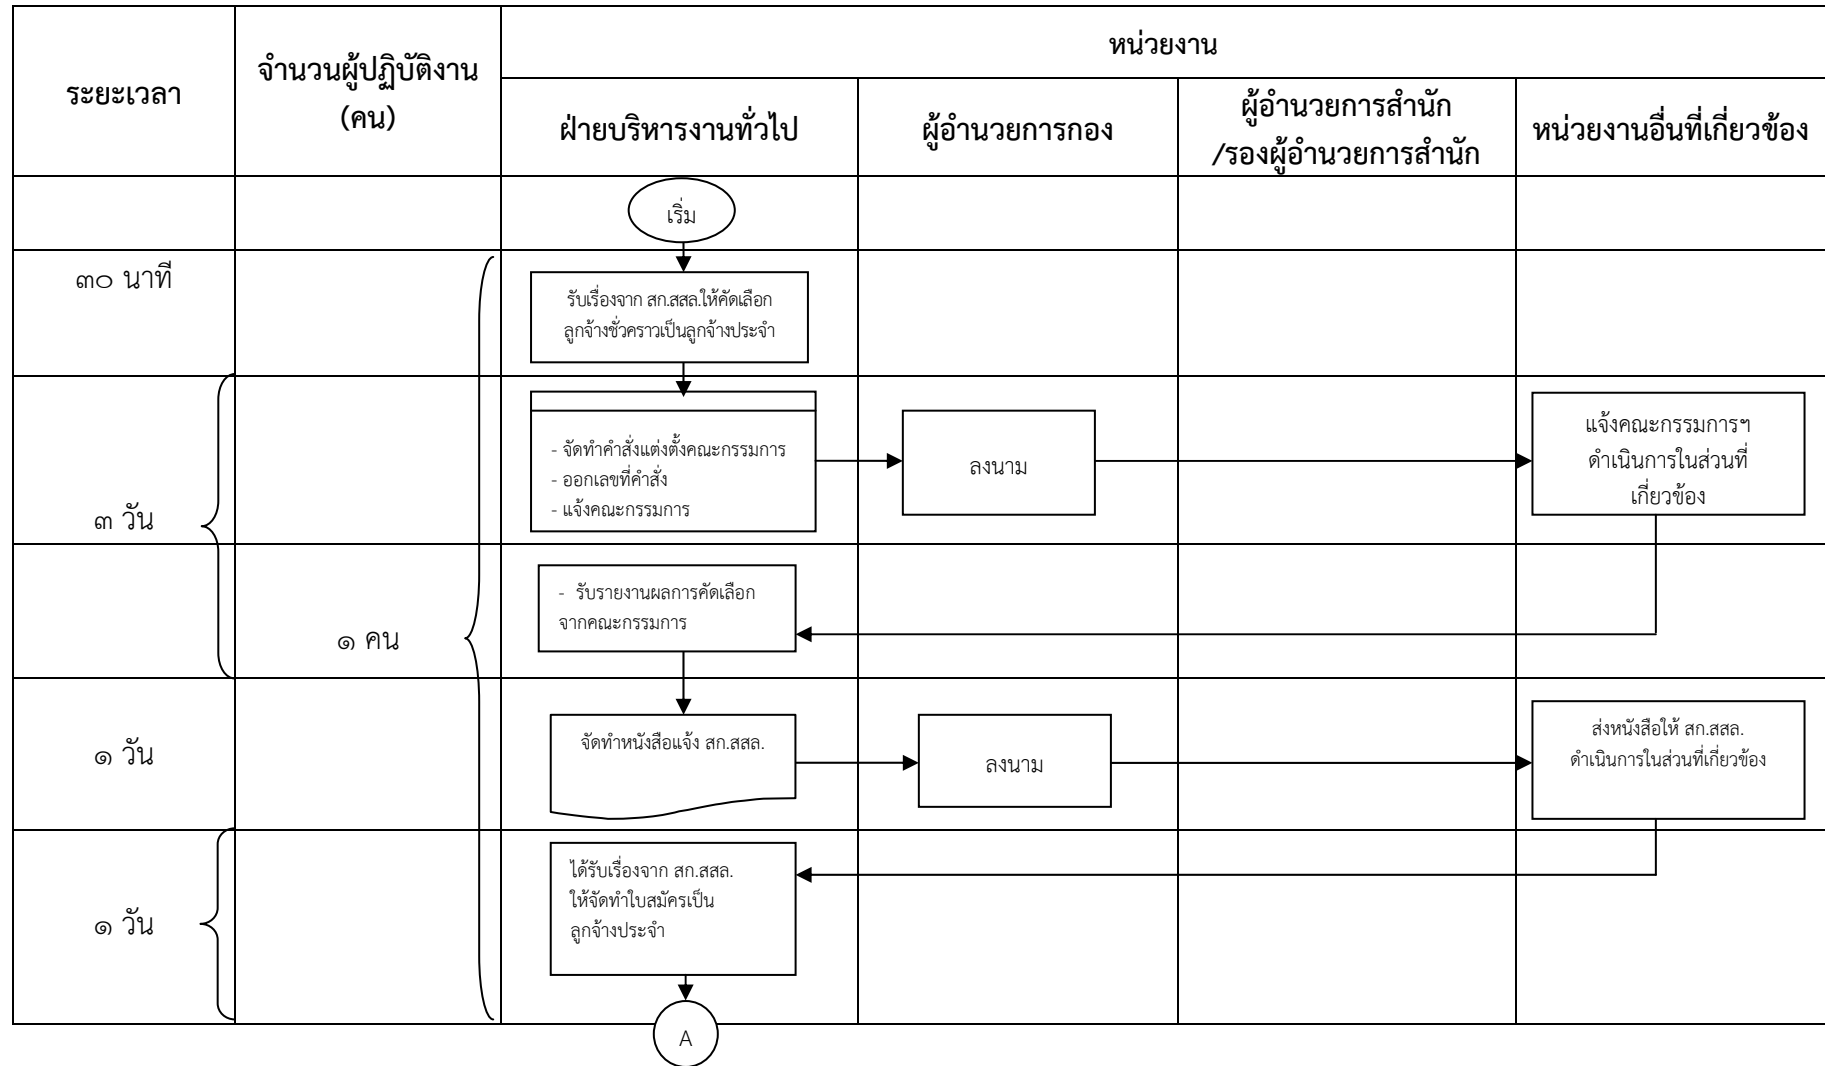 ระยะเวลา
จำนวนผู้ปฏิบัติงาน
(คน)
หน่วยงาน
ฝ่ายบริหารงานทั่วไป
ผู้อำนวยการกอง
ผู้อำนวยการสำนัก
/รองผู้อำนวยการสำนัก
หน่วยงานอื่นที่เกี่ยวข้อง
เริ่ม
๓๐ นาที
รับเรื่องจาก สก.สสล.ให้คัดเลือก
ลูกจ้างชั่วคราวเป็นลูกจ้างประจำ
๓ วัน
- จัดทำคำสั่งแต่งตั้งคณะกรรมการ
- ออกเลขที่คำสั่ง
- แจ้งคณะกรรมการ
ลงนาม
แจ้งคณะกรรมการฯ
ดำเนินการในส่วนที่
เกี่ยวข้อง
๑ คน
- รับรายงานผลการคัดเลือก
จากคณะกรรมการ
๑ วัน
จัดทำหนังสือแจ้ง สก.สสล.
ลงนาม
ส่งหนังสือให้ สก.สสล.
ดำเนินการในส่วนที่เกี่ยวข้อง
๑ วัน
ได้รับเรื่องจาก สก.สสล.
ให้จัดทำใบสมัครเป็น
ลูกจ้างประจำ
A